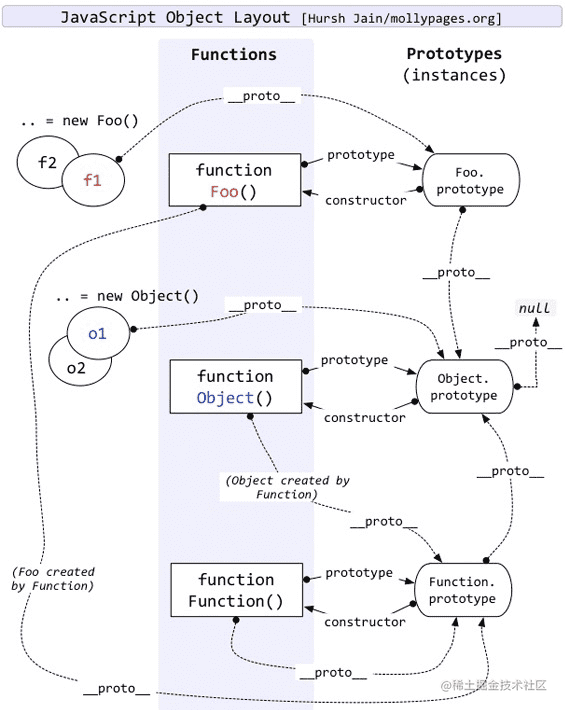 JavaScript Object Layout [Hursh Jain/mollypages.org]
Functions
Prototypes
(instances)
__proto__
.. = new Foo()
f2
f1
function
Foo()
prototype
constructor
Foo.
prototype
__proto__
.. = new Object()
o1
o2
__proto__
null
__proto__
function
Object()
prototype
constructor
Object.
prototype
(Object created by
Function)
__proto__
__proto__
(Foo created
by Function)
function
Function()
prototype
constructor
Function.
prototype
__proto__
__proto__
@稀土掘金技术社区